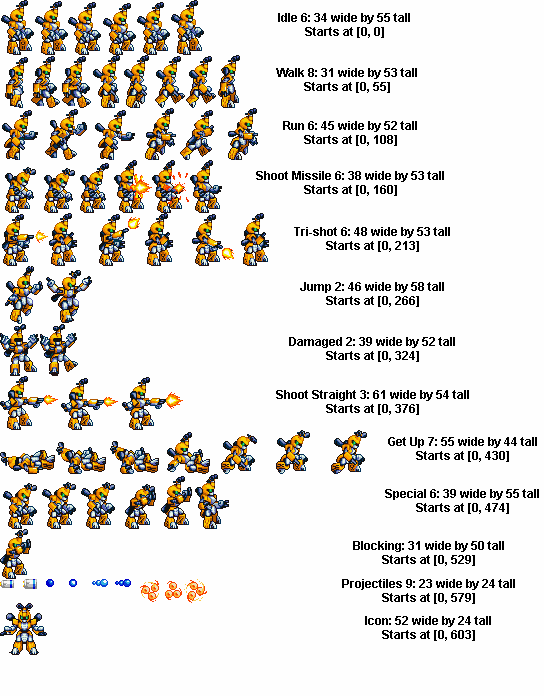 Idle 6: 34 wide by 55 tall
Starts at [0, 0]
Walk 8: 31 wide by 53 tall
Starts at [0, 55]
Run 6: 45 wide by 52 tall
Starts at [0, 108]
Shoot Missile 6: 38 wide by 53 tall
Starts at [0, 160]
Tri-shot 6: 48 wide by 53 tall
Starts at [0, 213]
Jump 2: 46 wide by 58 tall
Starts at [0, 266]
Damaged 2: 39 wide by 52 tall
Starts at [0, 324]
Shoot Straight 3: 61 wide by 54 tall
Starts at [0, 376]
Get Up 7: 55 wide by 44 tall
Starts at [0, 430]
Special 6: 39 wide by 55 tall
Starts at [0, 474]
Blocking: 31 wide by 50 tall
Starts at [0, 529]
Projectiles 9: 23 wide by 24 tall
Starts at [0, 579]
Icon: 52 wide by 24 tall
Starts at [0, 603]